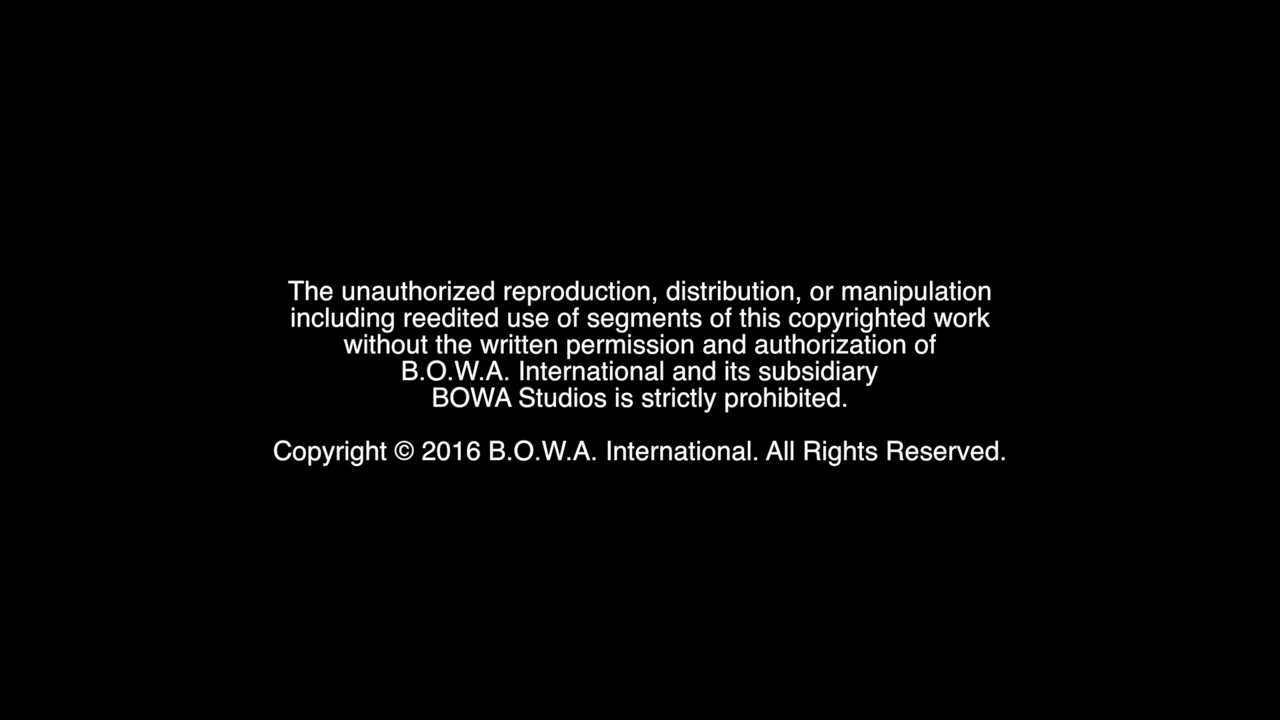 The unauthorized reproduction, distribution, or manipulation
including reedited use of segments of this copyrighted work
without the written permission and authorization of
B.O.W.A. International and its subsidiary
BOWA Studios is strictly prohibited.
Copyright © 2016 B.O.W.A. International. All Rights Reserved.